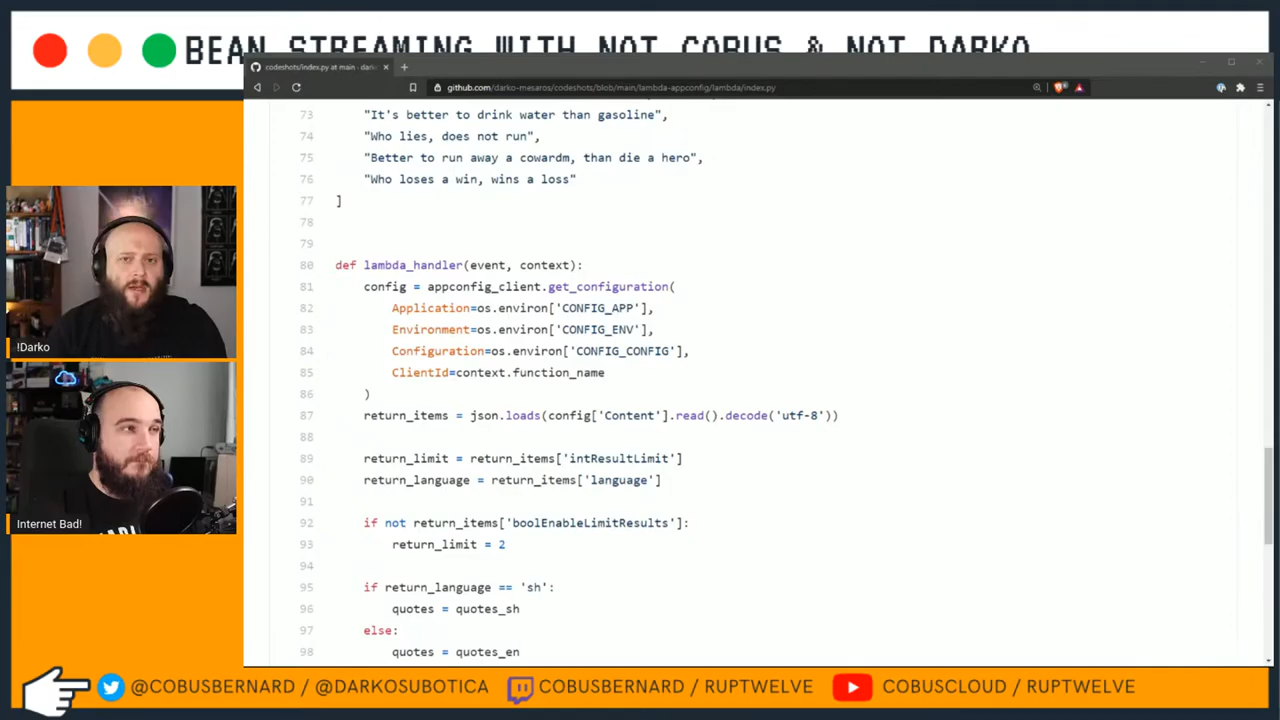 BEAN STREAMING WITH NOT COBUS & NOT DARKO
codeshots/index.py at main · dark
github.com/darko-mesaros/codeshots/blob/main/lambda-appconfig/lambda/index.py
73 "It's better to drink water than gasoline",
74 "Who lies, does not run",
75 "Better to run away a cowardm, than die a hero",
76 "Who loses a win, wins a loss"
77 ]
78
79
80 def lambda_handler(event, context):
81 config = appconfig_client.get_configuration(
82 Application=os.environ['CONFIG_APP'],
83 Environment=os.environ['CONFIG_ENV'],
84 Configuration=os.environ['CONFIG_CONFIG'],
85 ClientId=context.function_name
86 )
87 return_items = json.loads(config['Content'].read().decode('utf-8'))
88
89 return_limit = return_items['intResultLimit']
90 return_language = return_items['language']
91
92 if not return_items['boolEnableLimitResults']:
93 return_limit = 2
94
95 if return_language == 'sh':
96 quotes = quotes_sh
97 else:
98 quotes = quotes_en
!Darko
Internet Bad!
@COBUSBERNARD / @DARKOSUBOTICA
COBUSBERNARD / RUPTWELVE
COBUSCLOUD / RUPTWELVE